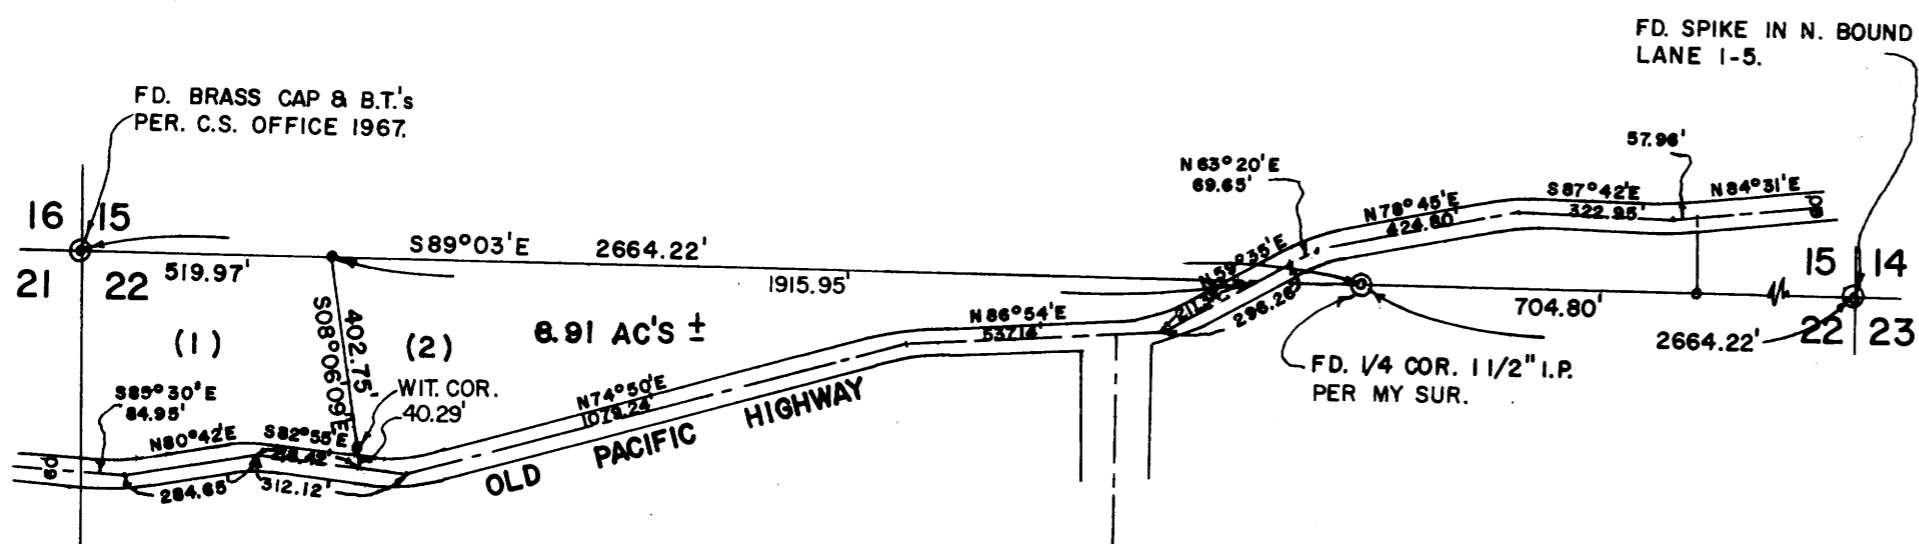 FD. SPIKE IN N. BOUND
LANE I-5.
FD. BRASS CAP & B.T.'s
PER. C.S. OFFICE 1967.
57.96'
N 63° 20' E
69.65'
S87°42'E
322.95'
N84°31'E
60
N78°45'E
424.80'
16 15
21 22
S89°03'E 2664.22'
519.97'
1915.95'
N59°35'E
296.26'
704.80'
15 14
22 23
2664.22'
N86°54'E
537.14'
(1)
402.75'
S08°06'09"E
(2)
6.91 AC'S ±
FD. 1/4 COR. 1 1/2" I.P.
PER MY SUR.
WIT. COR.
40.29'
S85°30'E
84.95'
N80°42'E
S82°55'E
60
284.65'
312.12'
N74°50'E
1079.24'
OLD PACIFIC HIGHWAY